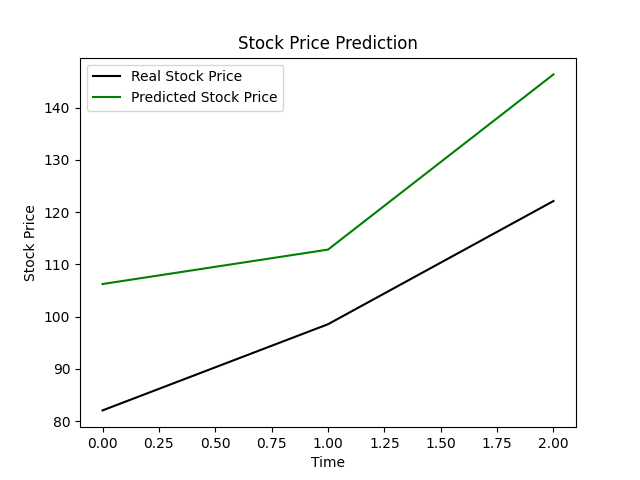 Stock Price Prediction
Real Stock Price
Predicted Stock Price
Stock Price
140
130
120
110
100
90
80
0.00 0.25 0.50 0.75 1.00 1.25 1.50 1.75 2.00
Time